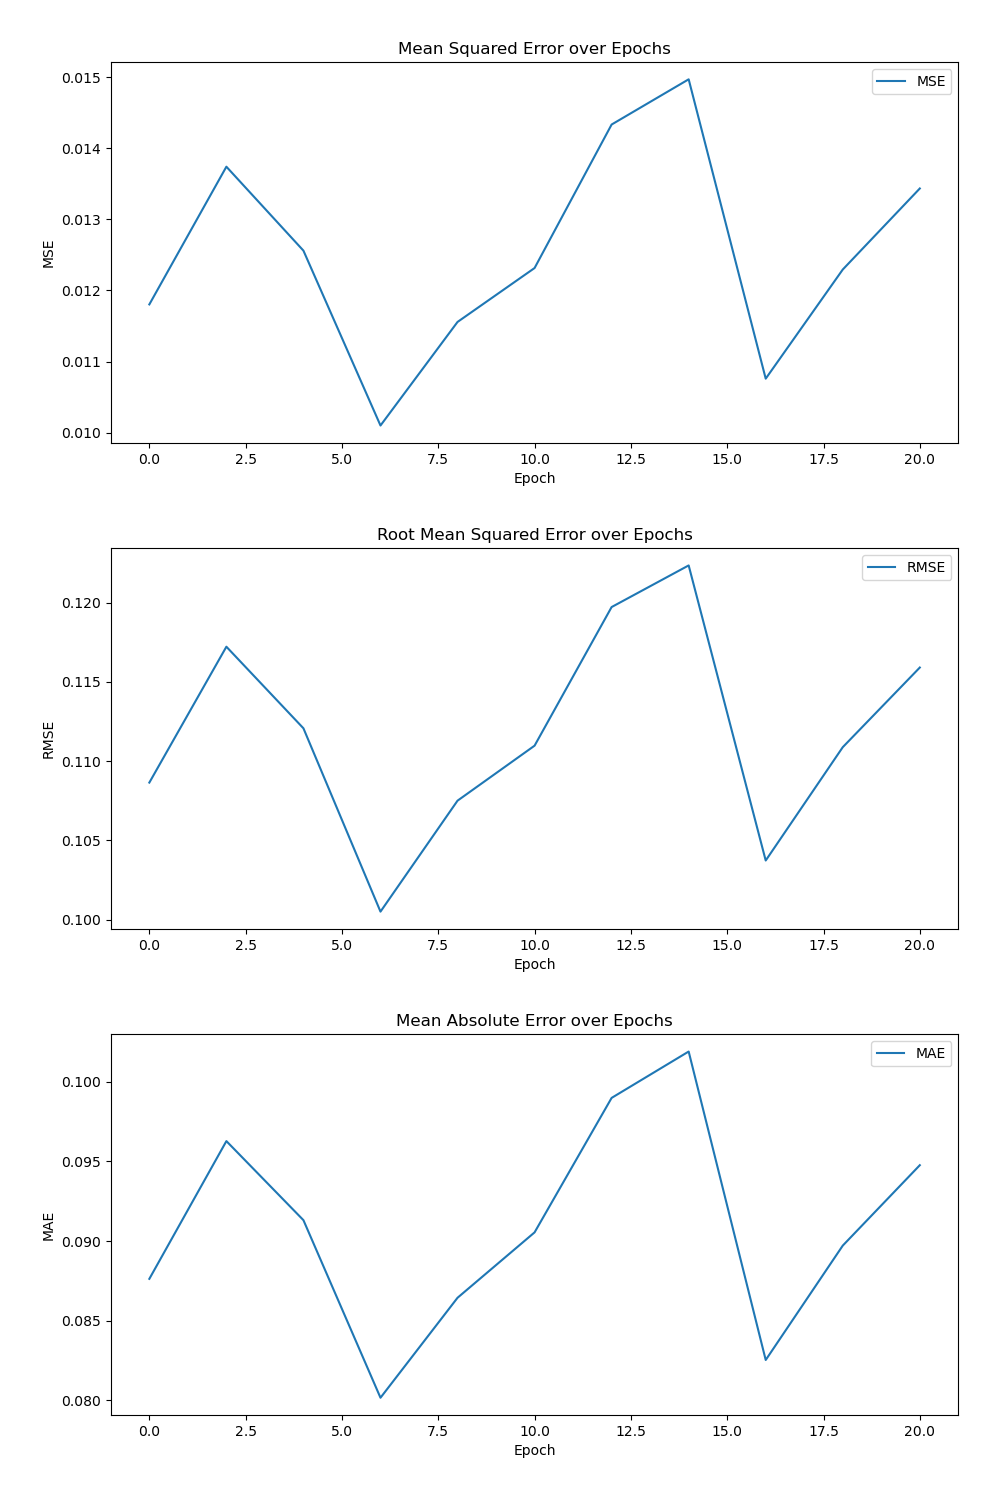 Mean Squared Error over Epochs
MSE
0.015
0.014
0.013
0.012
0.011
0.010
MSE
0.0 2.5 5.0 7.5 10.0 12.5 15.0 17.5 20.0
Epoch
Root Mean Squared Error over Epochs
RMSE
0.120
0.115
0.110
0.105
0.100
RMSE
0.0 2.5 5.0 7.5 10.0 12.5 15.0 17.5 20.0
Epoch
Mean Absolute Error over Epochs
MAE
0.100
0.095
0.090
0.085
0.080
MAE
0.0 2.5 5.0 7.5 10.0 12.5 15.0 17.5 20.0
Epoch